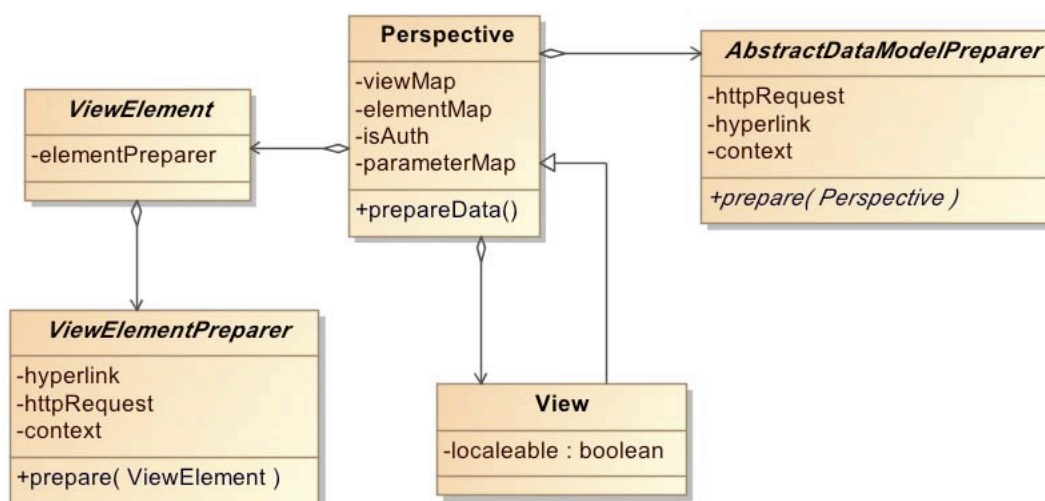 Perspective
-viewMap
-elementMap
-isAuth
-parameterMap
+prepareData()
AbstractDataModelPreparer
-httpRequest
-hyperlink
-context
+prepare( Perspective )
ViewElement
-elementPreparer
ViewElementPreparer
-hyperlink
-httpRequest
-context
+prepare( ViewElement )
View
-localeable : boolean